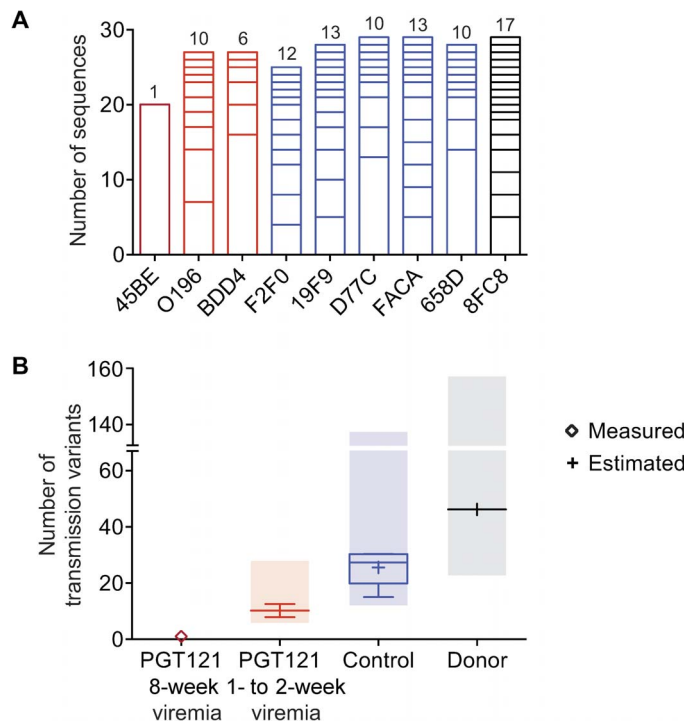 A
Number of sequences
30
20
10
0
1
10
6
12
13
10
13
10
17
45BE
O196
BDD4
F2F0
19F9
D77C
FACA
658D
8FC8
B
Number of
transmission variants
160
140
60
40
20
0
PGT121
8-week
viremia
PGT121
1- to 2-week
viremia
Control
Donor
Measured
Estimated